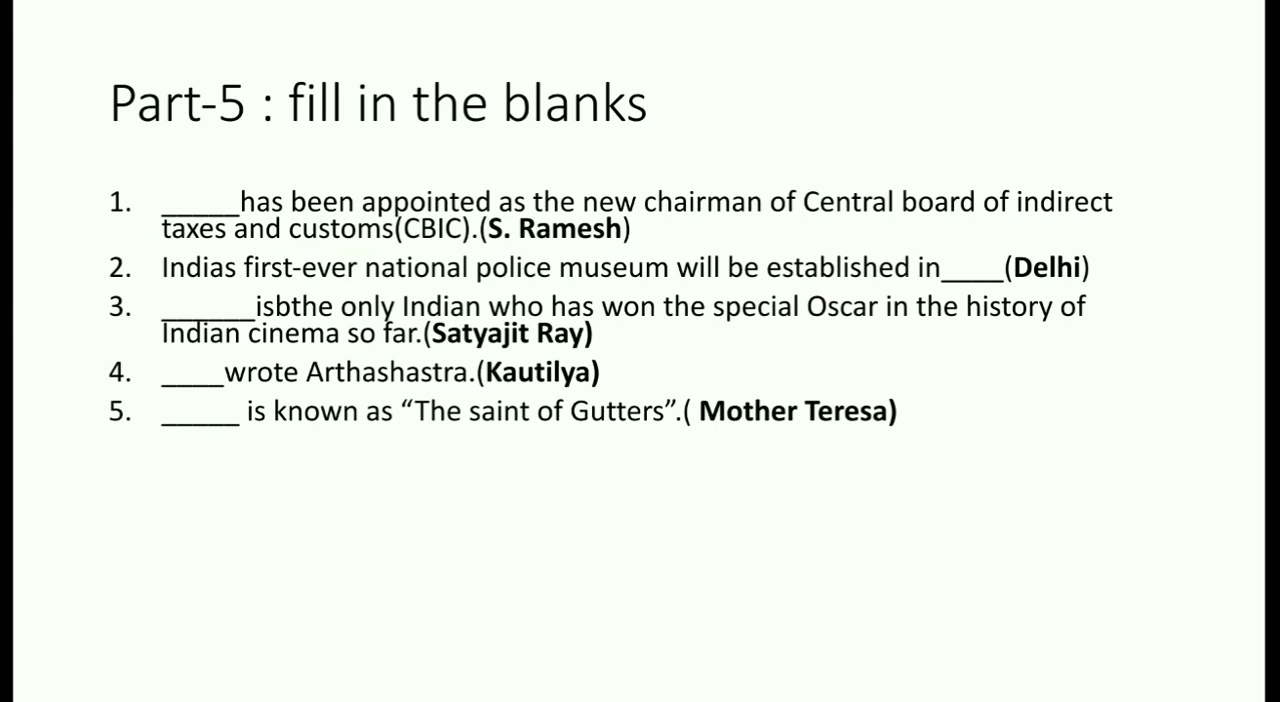 Part-5 : fill in the blanks
1. _____has been appointed as the new chairman of Central board of indirect
taxes and customs(CBIC).(S. Ramesh)
2. Indias first-ever national police museum will be established in____(Delhi)
3. ______isbthe only Indian who has won the special Oscar in the history of
Indian cinema so far.(Satyajit Ray)
4. ____wrote Arthashastra.(Kautilya)
5. _____ is known as “The saint of Gutters”.( Mother Teresa)